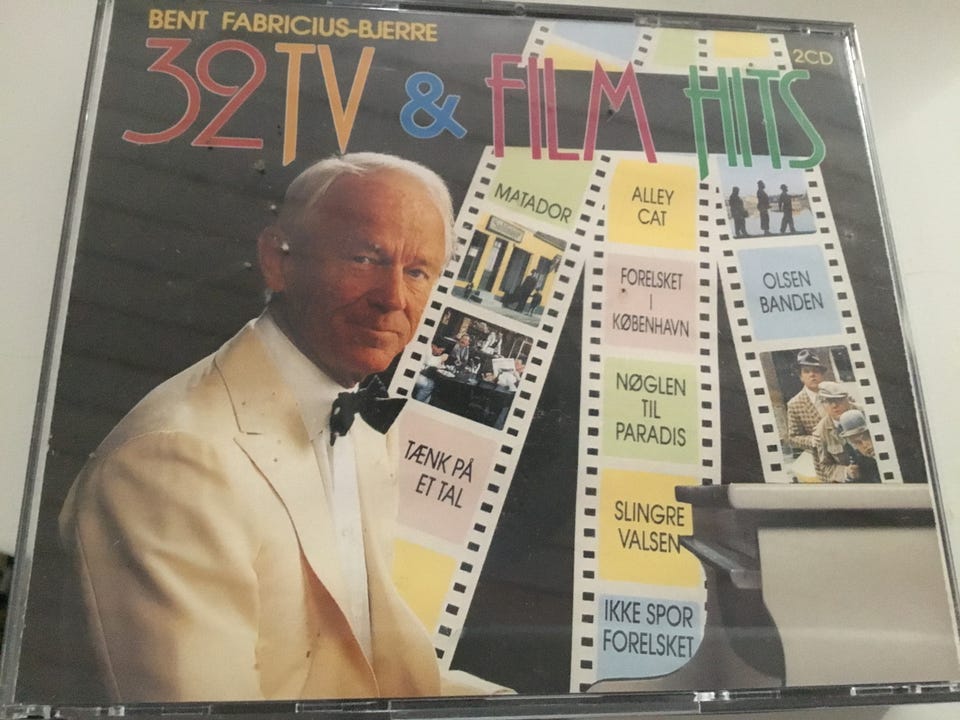 BENT FABRICIUS-BJERRE
32 TV & FILM HITS
2CD
MATADOR
TÆNK PÅ
ET TAL
ALLEY
CAT
FORELSKET
I
KØBENHAVN
NØGLEN
TIL
PARADIS
SLINGRE
VALSEN
IKKE SPOR
FORELSKET
OLSEN
BANDEN